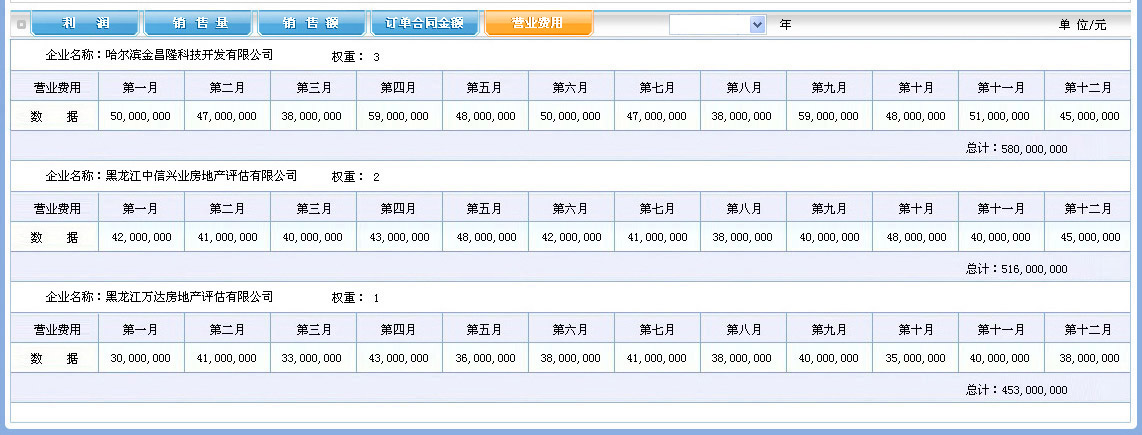 利 润 销 售 量 销 售 额 订单合同金额 营业费用 年 单 位/元
企业名称：哈尔滨金昌隆科技开发有限公司 权重： 3
营业费用 第一月 第二月 第三月 第四月 第五月 第六月 第七月 第八月 第九月 第十月 第十一月 第十二月
数 据 50,000,000 47,000,000 38,000,000 59,000,000 48,000,000 50,000,000 47,000,000 38,000,000 59,000,000 48,000,000 51,000,000 45,000,000
总计：580,000,000
企业名称：黑龙江中信兴业房地产评估有限公司 权重： 2
营业费用 第一月 第二月 第三月 第四月 第五月 第六月 第七月 第八月 第九月 第十月 第十一月 第十二月
数 据 42,000,000 41,000,000 40,000,000 43,000,000 48,000,000 42,000,000 41,000,000 38,000,000 40,000,000 48,000,000 40,000,000 45,000,000
总计：516,000,000
企业名称：黑龙江万达房地产评估有限公司 权重： 1
营业费用 第一月 第二月 第三月 第四月 第五月 第六月 第七月 第八月 第九月 第十月 第十一月 第十二月
数 据 30,000,000 41,000,000 33,000,000 43,000,000 36,000,000 38,000,000 41,000,000 38,000,000 40,000,000 35,000,000 40,000,000 38,000,000
总计：453,000,000